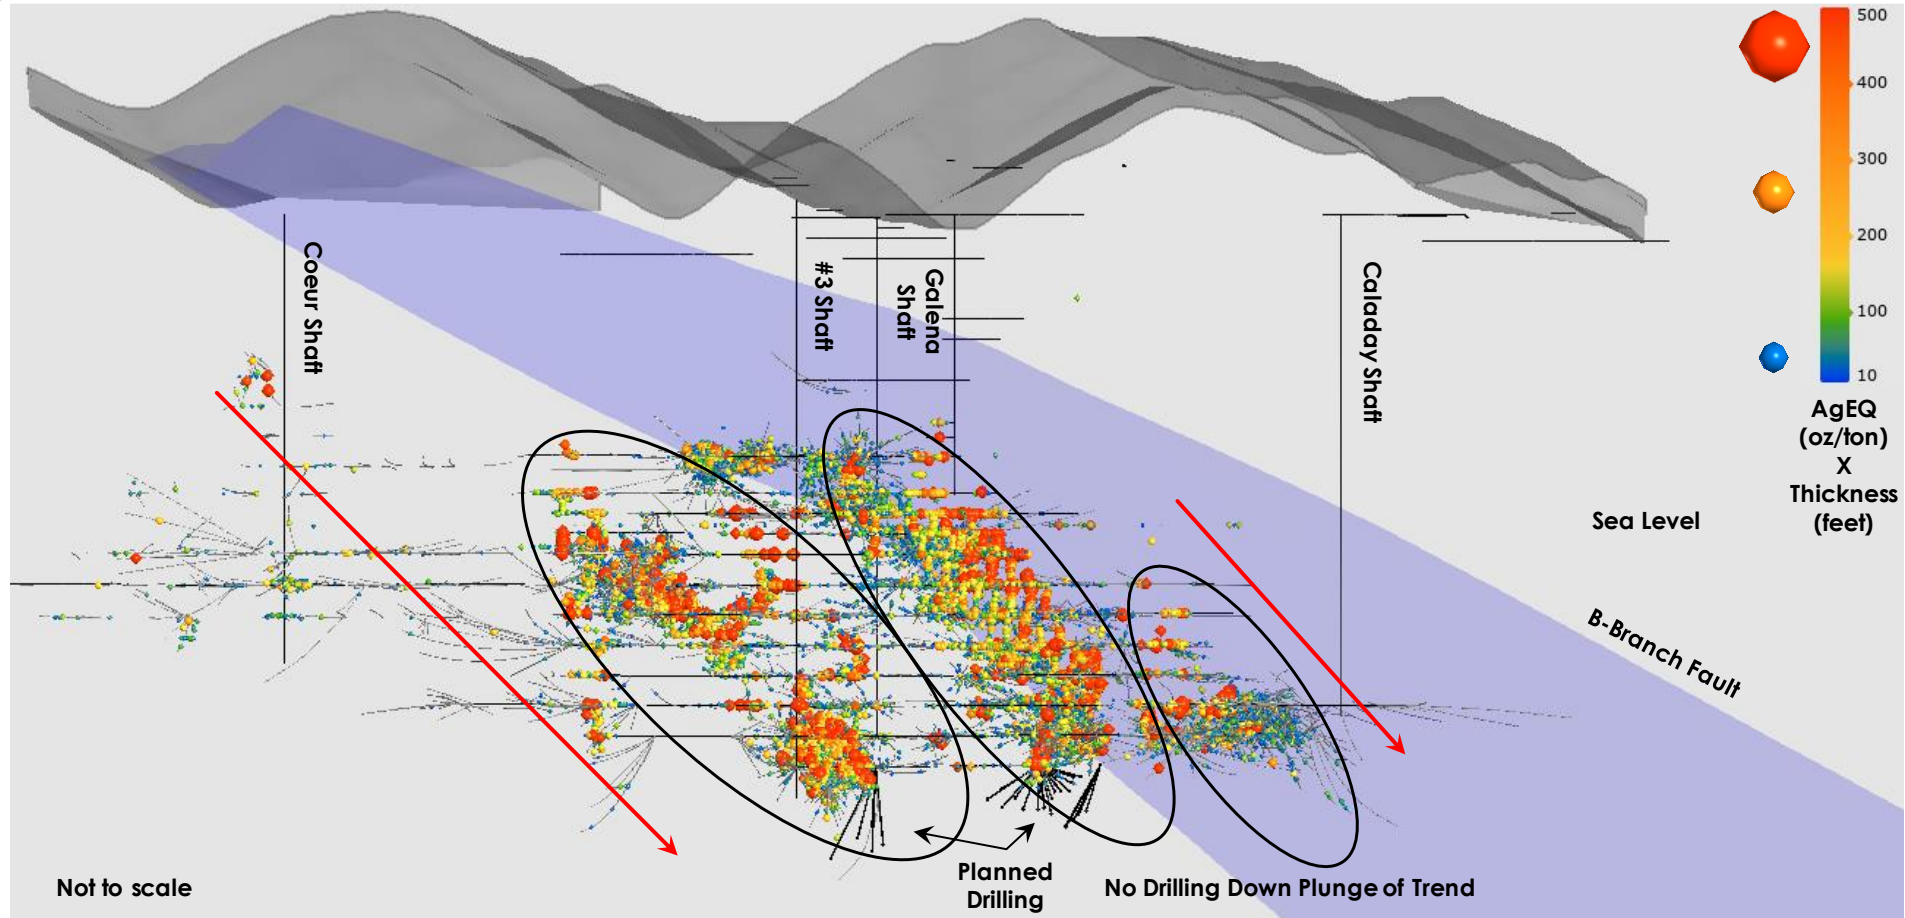 500
400
300
200
100
10
AgEQ
(oz/ton)
X
Thickness
(feet)
Coeur Shaft
#3 Shaft
Galena
Shaft
Caladay Shaft
Sea Level
B-Branch Fault
Planned
Drilling
No Drilling Down Plunge of Trend
Not to scale